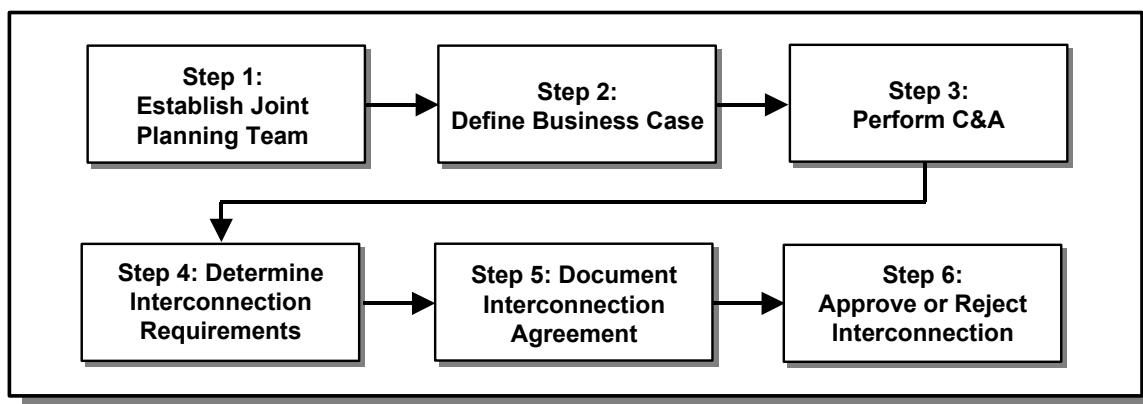 Step 1:
Establish Joint
Planning Team
Step 2:
Define Business Case
Step 3:
Perform C&A
Step 4: Determine
Interconnection
Requirements
Step 5: Document
Interconnection
Agreement
Step 6:
Approve or Reject
Interconnection